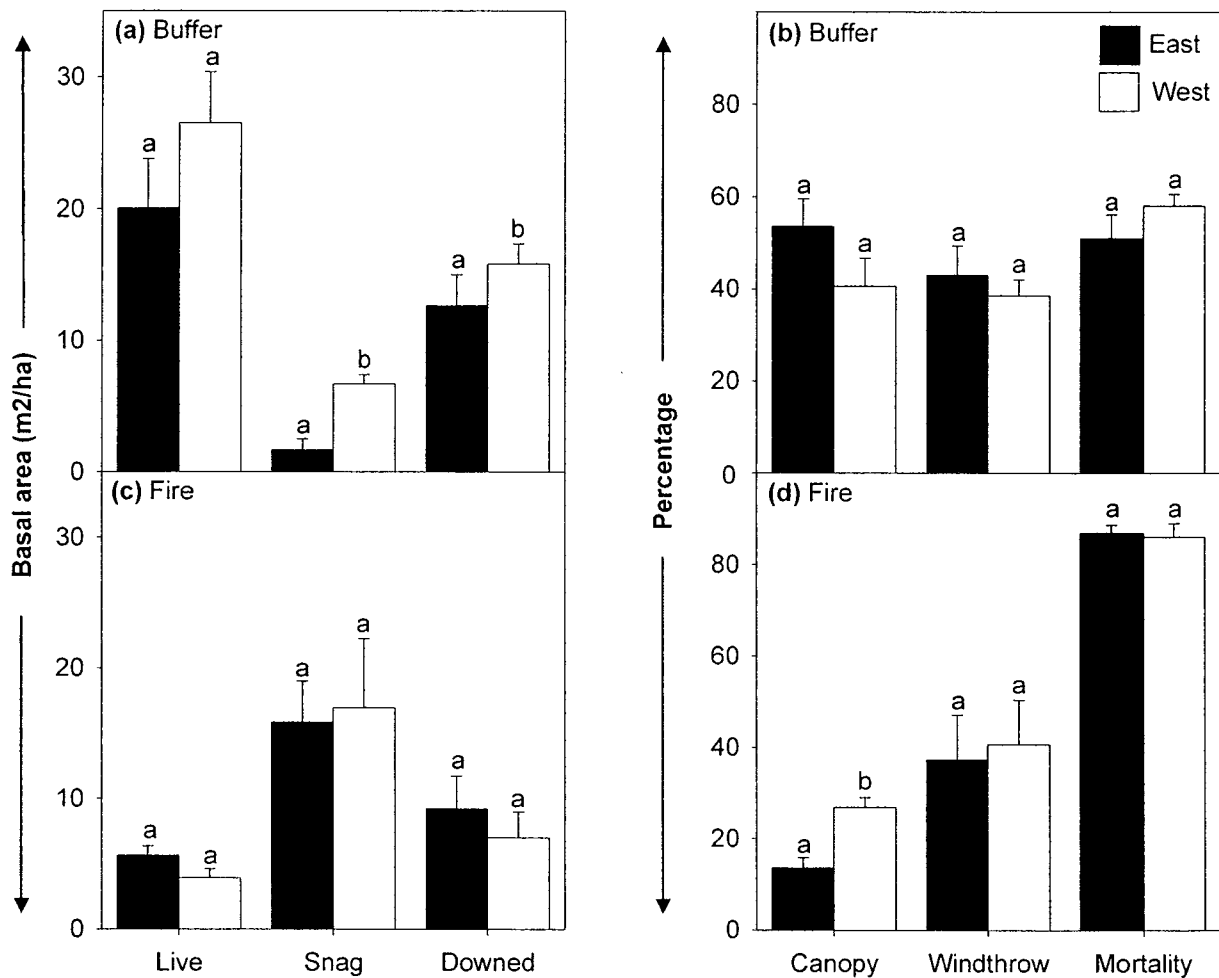 (a) Buffer
30
20
10
0
a
a
a
b
a
b
(c) Fire
30
20
10
0
a
a
a
a
a
a
Live Snag Downed
Basal area (m2/ha)
(b) Buffer
East
West
80
60
40
20
0
a
a
a
a
a
a
(d) Fire
80
60
40
20
0
a
b
a
a
a
a
Canopy Windthrow Mortality
Percentage